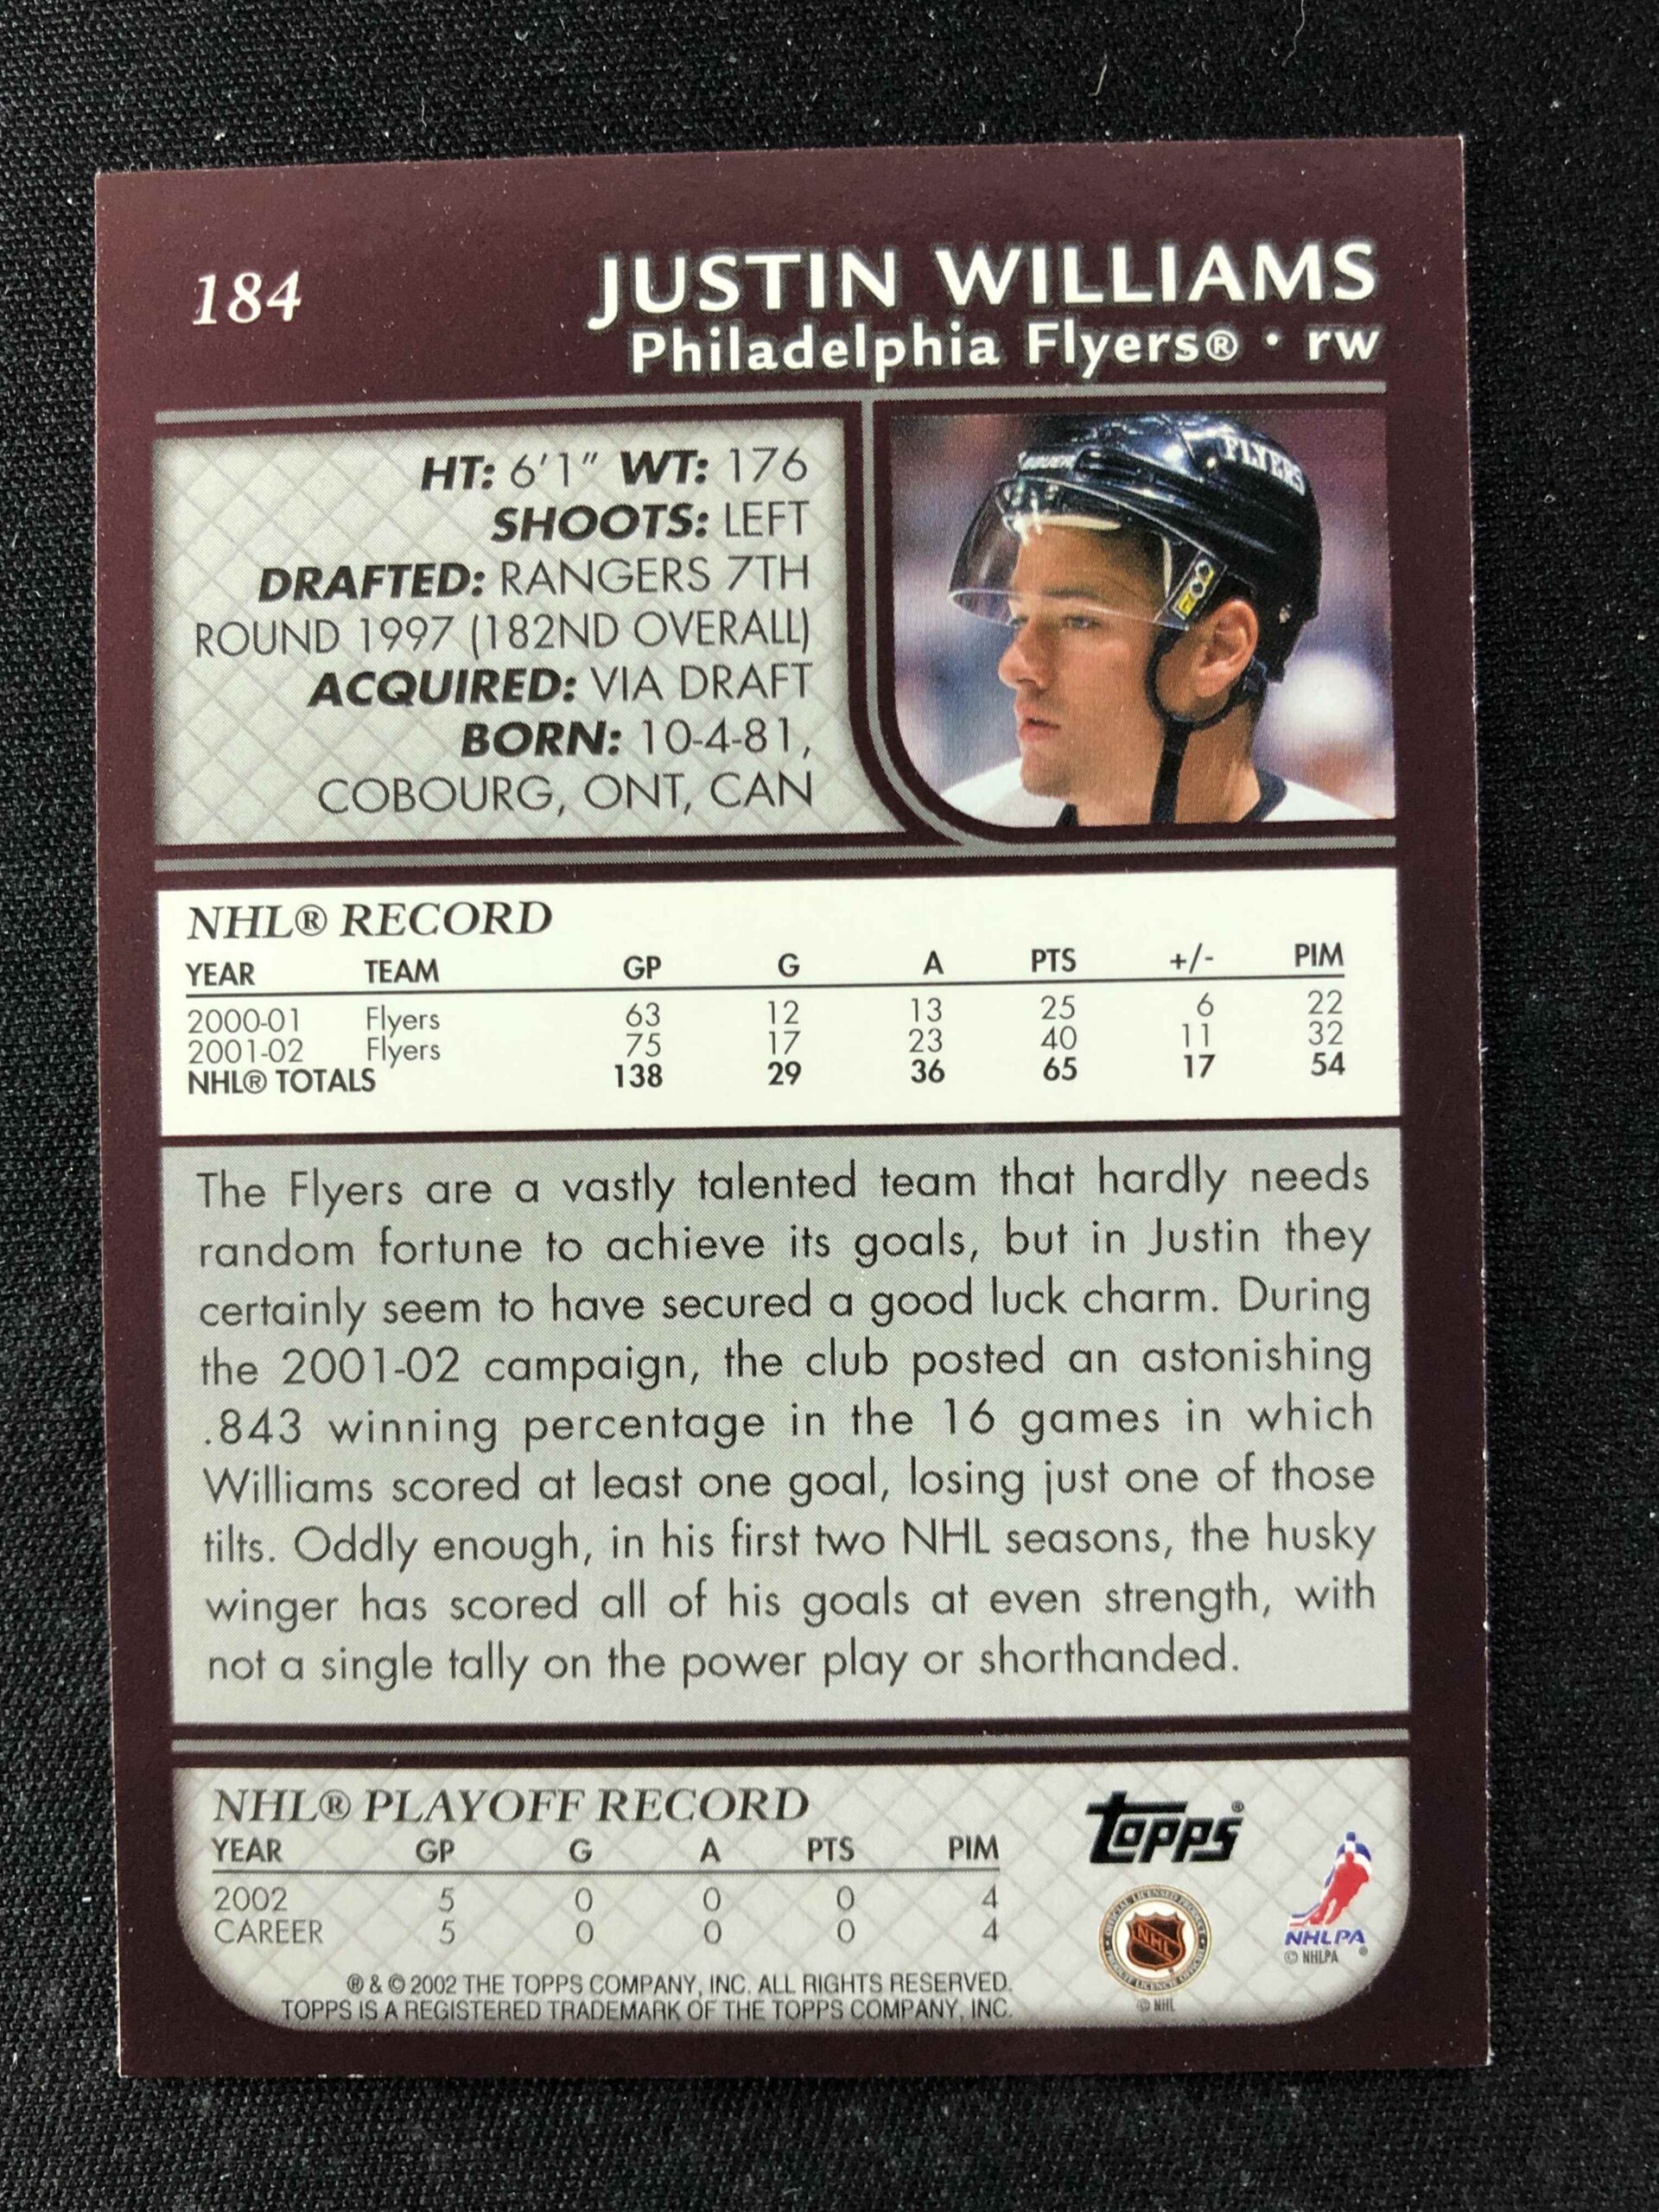 184
JUSTIN WILLIAMS
Philadelphia Flyers® • rw
HT: 6'1" WT: 176
SHOOTS: LEFT
DRAFTED: RANGERS 7TH
ROUND 1997 (182ND OVERALL)
ACQUIRED: VIA DRAFT
BORN: 10-4-81,
COBOURG, ONT, CAN
FLYERS
NHL® RECORD
YEAR TEAM GP G A PTS +/- PIM
2000-01 Flyers 63 12 13 25 6 22
2001-02 Flyers 75 17 23 40 11 32
NHL® TOTALS 138 29 36 65 17 54
The Flyers are a vastly talented team that hardly needs
random fortune to achieve its goals, but in Justin they
certainly seem to have secured a good luck charm. During
the 2001-02 campaign, the club posted an astonishing
.843 winning percentage in the 16 games in which
Williams scored at least one goal, losing just one of those
tilts. Oddly enough, in his first two NHL seasons, the husky
winger has scored all of his goals at even strength, with
not a single tally on the power play or shorthanded.
NHL® PLAYOFF RECORD
YEAR GP G A PTS PIM
2002 5 0 0 0 4
CAREER 5 0 0 0 4
® & © 2002 THE TOPPS COMPANY, INC. ALL RIGHTS RESERVED.
TOPPS IS A REGISTERED TRADEMARK OF THE TOPPS COMPANY, INC.
Topps®
NHL
© NHL
NHLPA
© NHLPA ®